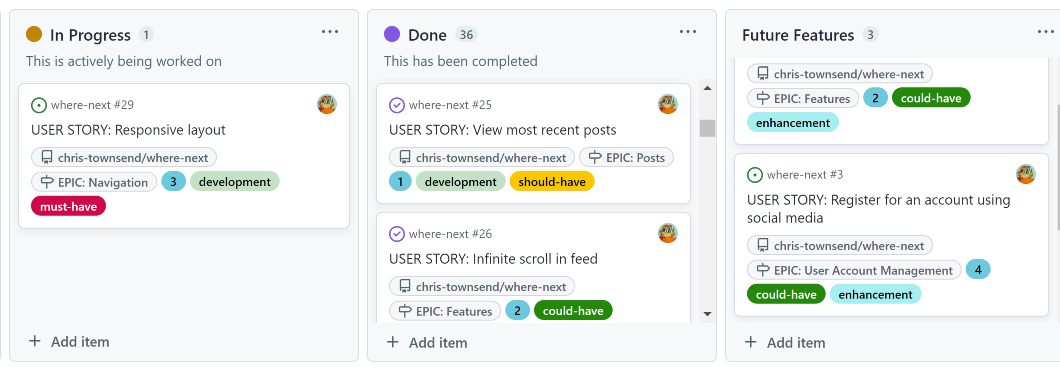 In Progress 1
This is actively being worked on
where-next #29
USER STORY: Responsive layout
chris-townsend/where-next
EPIC: Navigation 3 development
must-have
+ Add item
Done 36
This has been completed
where-next #25
USER STORY: View most recent posts
chris-townsend/where-next EPIC: Posts
1 development should-have
where-next #26
USER STORY: Infinite scroll in feed
chris-townsend/where-next
EPIC: Features 2 could-have
+ Add item
Future Features 3
chris-townsend/where-next
EPIC: Features 2 could-have
enhancement
where-next #3
USER STORY: Register for an account using
social media
chris-townsend/where-next
EPIC: User Account Management 4
could-have enhancement
+ Add item